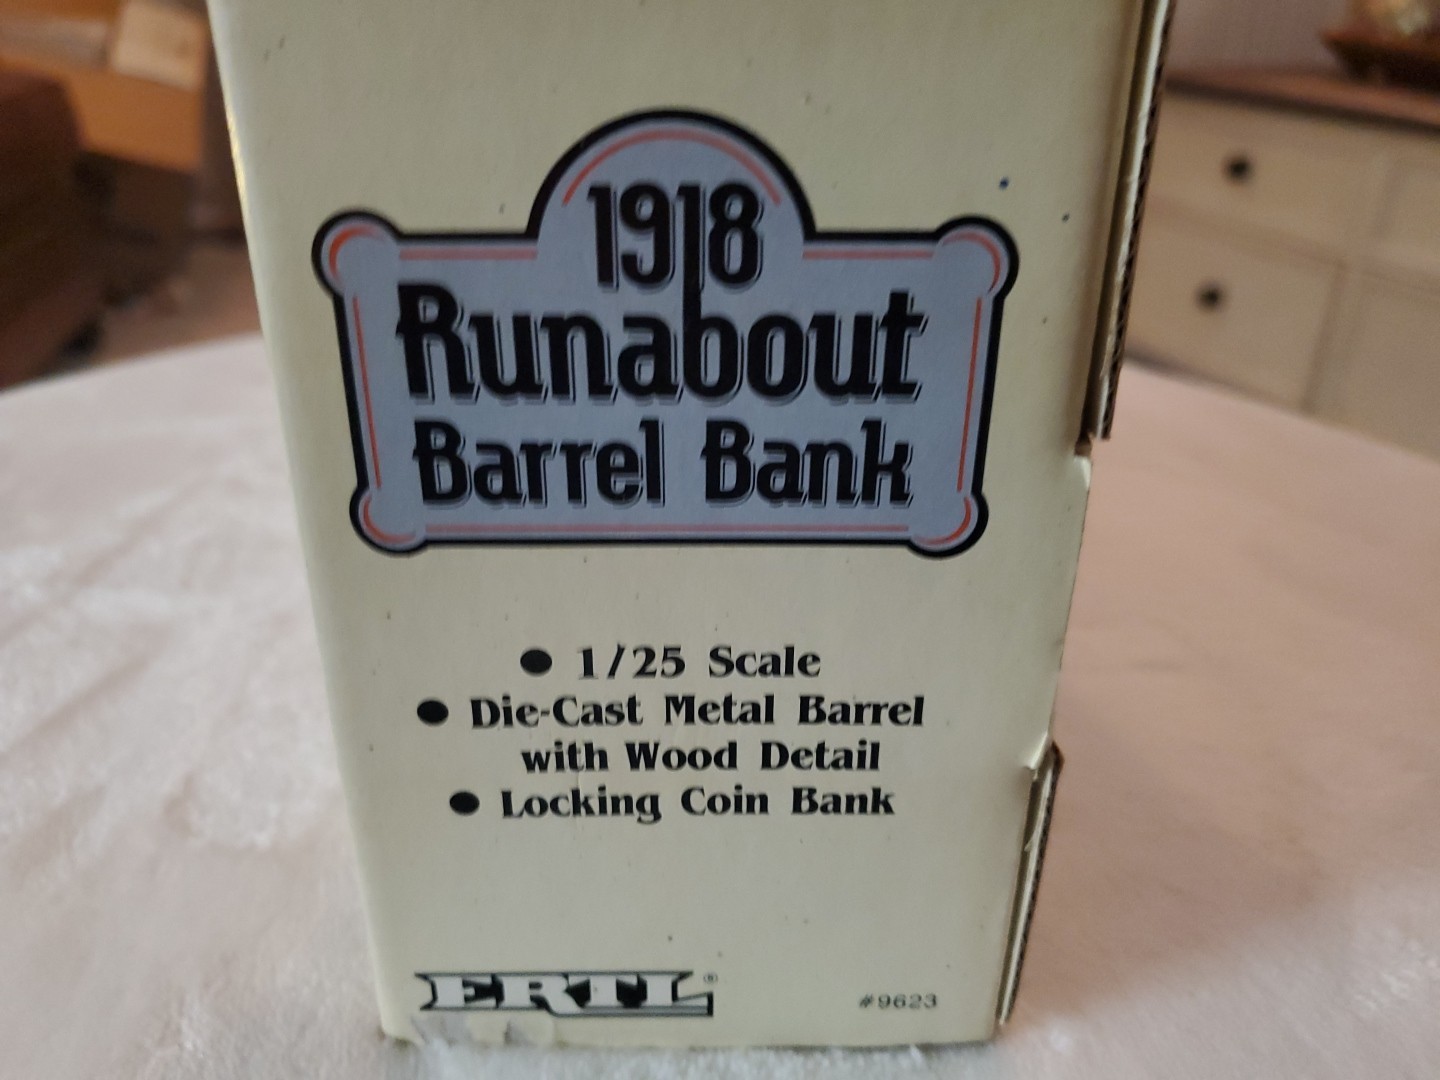 1918
Runabout
Barrel Bank
● 1/25 Scale
● Die-Cast Metal Barrel
with Wood Detail
● Locking Coin Bank
ERTL®
#9623